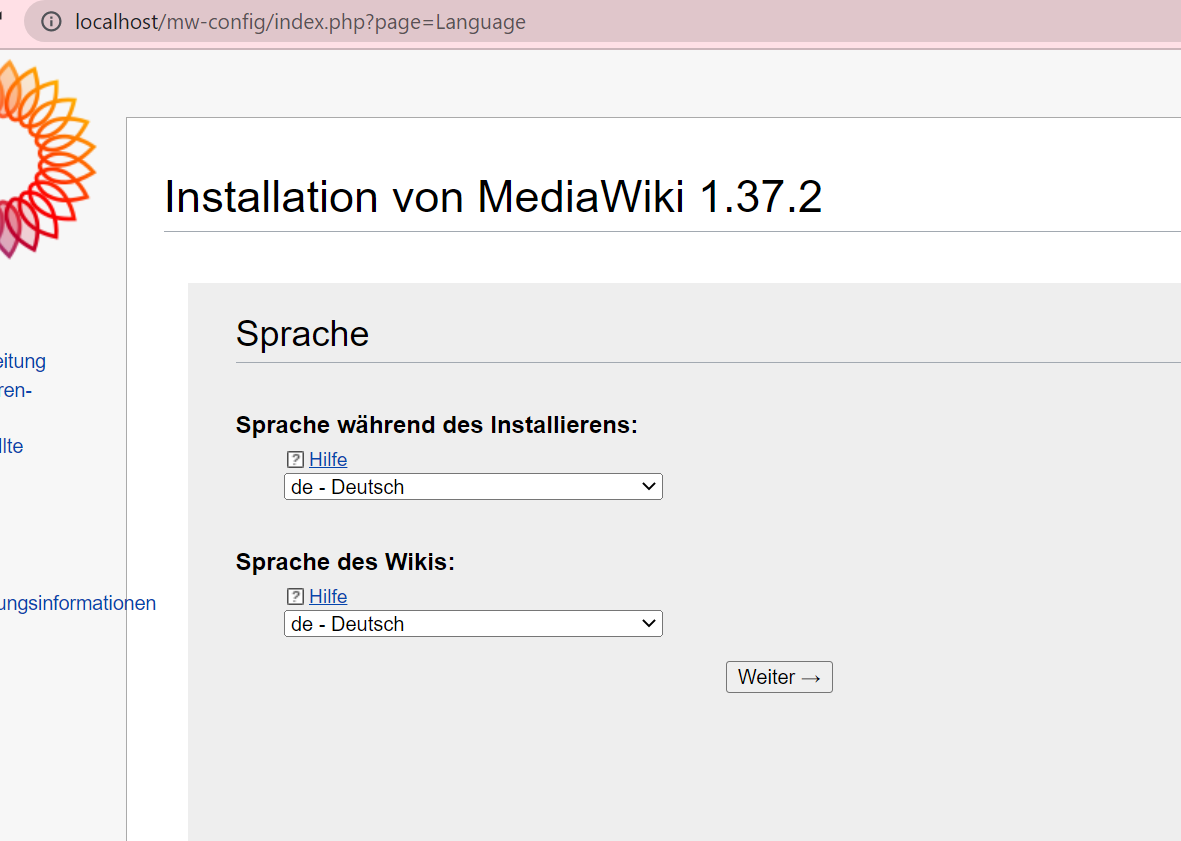 localhost/mw-config/index.php?page=Language
Installation von MediaWiki 1.37.2
eitung
ren-
llte
ungsinformationen
Sprache
Sprache während des Installierens:
? Hilfe
de - Deutsch
Sprache des Wikis:
? Hilfe
de - Deutsch
Weiter →